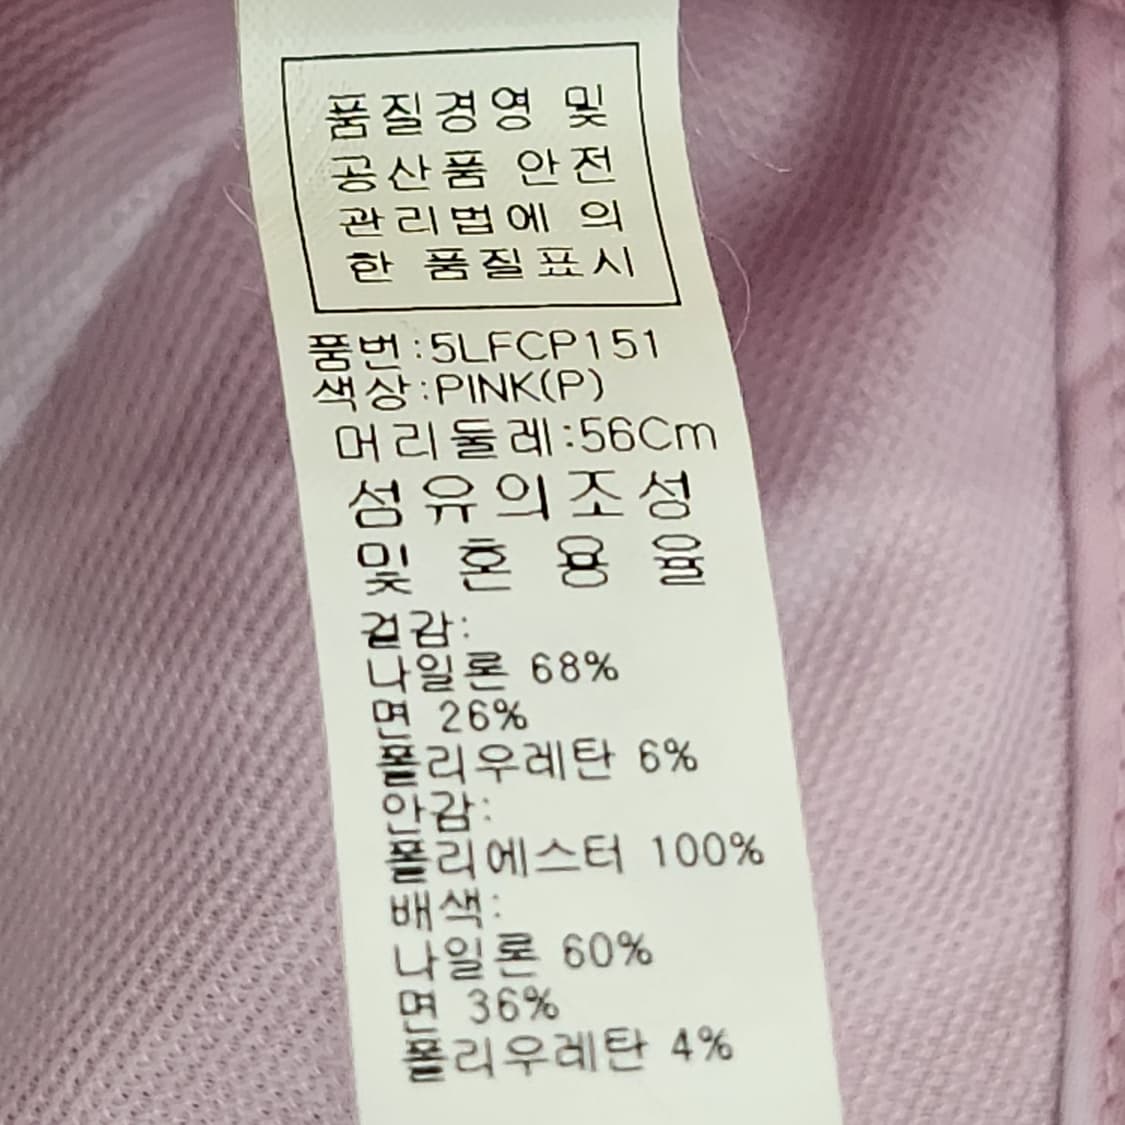 품질경영 및
공산품 안전
관리법에 의
한 품질표시
품번:5LFCP151
색상:PINK(P)
머리둘레:56Cm
섬유의조성
및 혼 용 율
겉감:
나일론 68%
면 26%
폴리우레탄 6%
안감:
폴리에스터 100%
배색:
나일론 60%
면 36%
폴리우레탄 4%